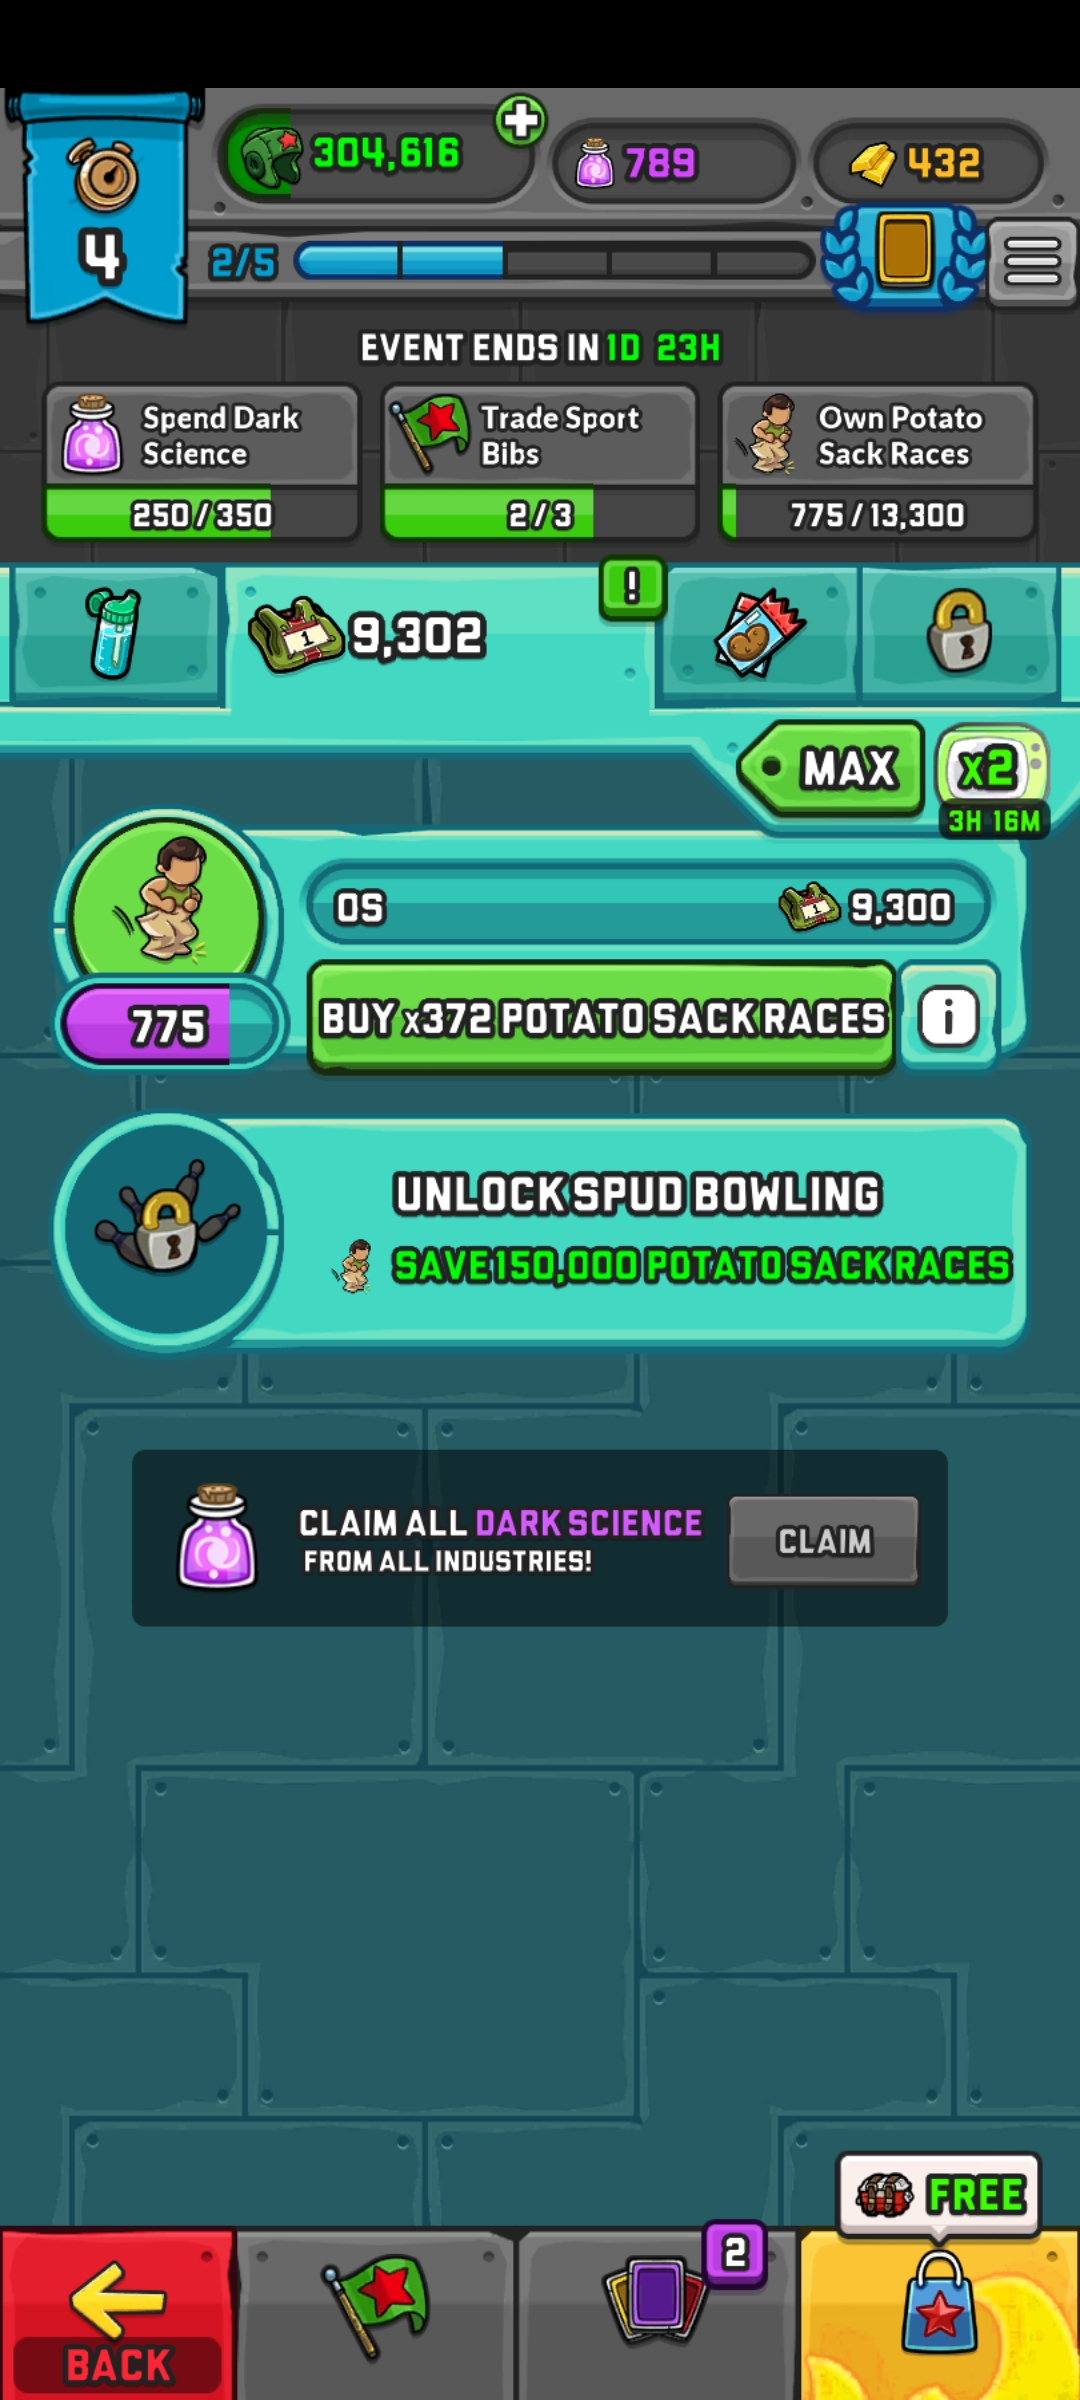 304,616
789
432
4
2/5
EVENT ENDS IN 1D 23H
Spend Dark
Science
250/350
Trade Sport
Bibs
2/3
Own Potato
Sack Races
775/13,300
1
9,302
!
MAX
x2
3H 16M
0S
1
9,300
775
BUY x372 POTATO SACK RACES
i
UNLOCK SPUD BOWLING
SAVE 150,000 POTATO SACK RACES
CLAIM ALL DARK SCIENCE
FROM ALL INDUSTRIES!
CLAIM
FREE
2
BACK